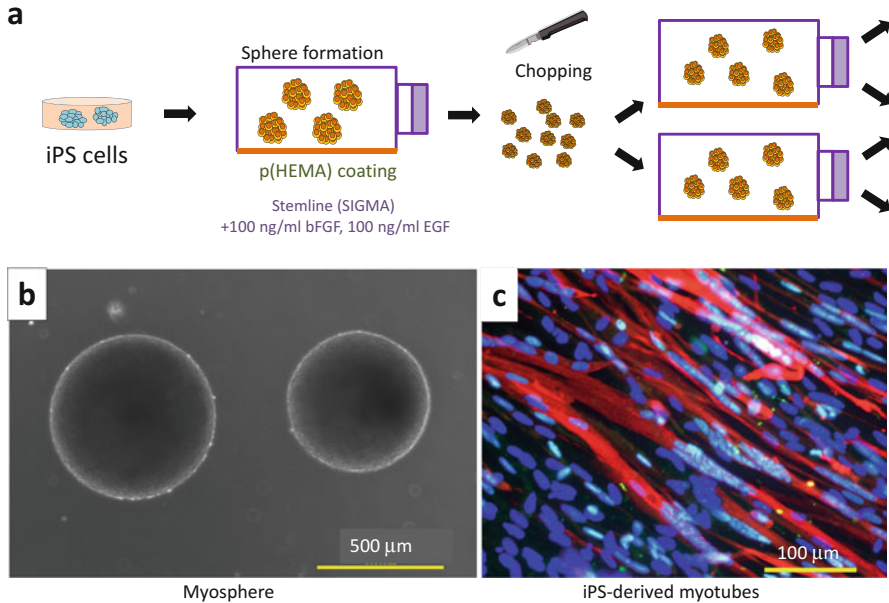 a
Sphere formation
Chopping
iPS cells
p(HEMA) coating
Stemline (SIGMA)
+100 ng/ml bFGF, 100 ng/ml EGF
b
500 μm
Myosphere
c
100 μm
iPS-derived myotubes